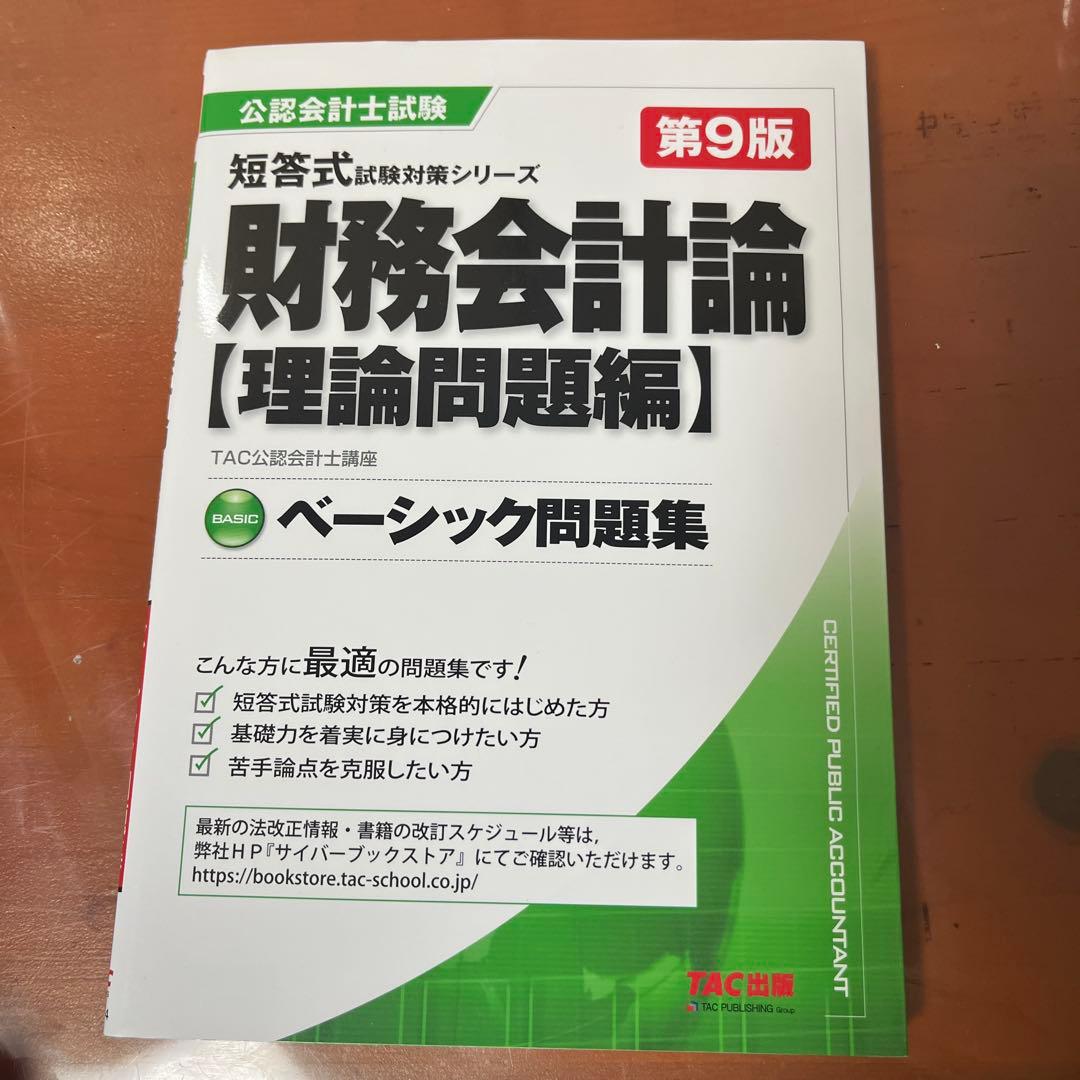 公認会計士試験
第9版
短答式試験対策シリーズ
財務会計論
【理論問題編】
TAC公認会計士講座
BASIC ベーシック問題集
こんな方に最適の問題集です!
短答式試験対策を本格的にはじめた方
基礎力を着実に身につけたい方
苦手論点を克服したい方
最新の法改正情報・書籍の改訂スケジュール等は,
弊社HP『サイバーブックストア』にてご確認いただけます。
https://bookstore.tac-school.co.jp/
CERTIFIED PUBLIC ACCOUNTANT
TAC出版
TAC PUBLISHING Group